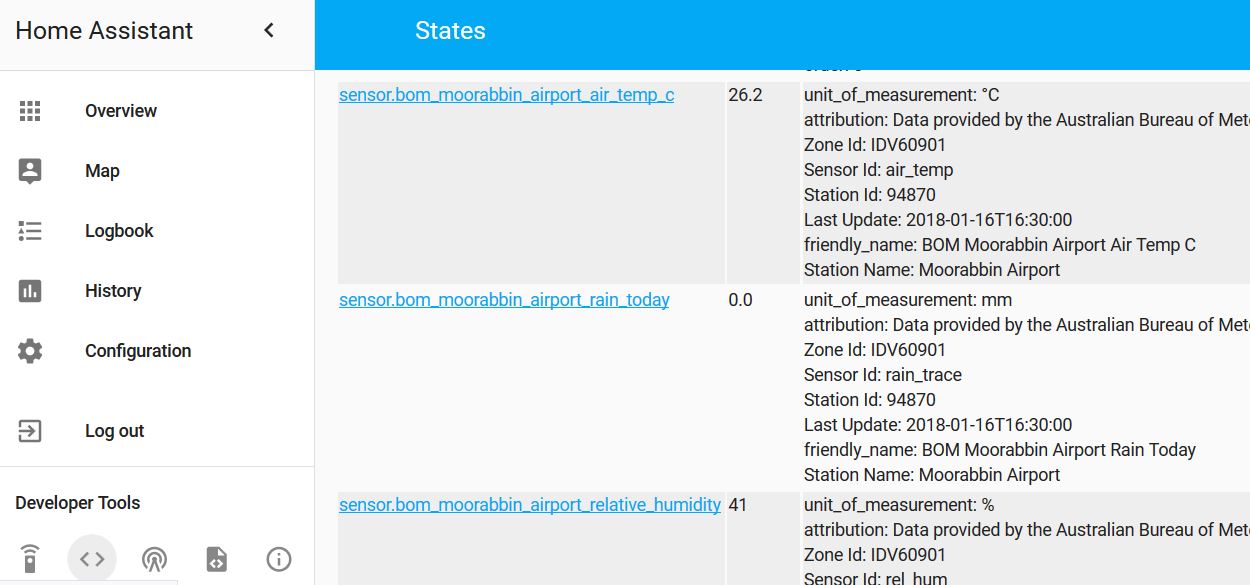 Home Assistant
States
Overview
Map
Logbook
History
Configuration
Log out
Developer Tools
sensor.bom_moorabbin_airport_air_temp_c 26.2 unit_of_measurement: °C
attribution: Data provided by the Australian Bureau of Met
Zone Id: IDV60901
Sensor Id: air_temp
Station Id: 94870
Last Update: 2018-01-16T16:30:00
friendly_name: BOM Moorabbin Airport Air Temp C
Station Name: Moorabbin Airport
sensor.bom_moorabbin_airport_rain_today 0.0 unit_of_measurement: mm
attribution: Data provided by the Australian Bureau of Met
Zone Id: IDV60901
Sensor Id: rain_trace
Station Id: 94870
Last Update: 2018-01-16T16:30:00
friendly_name: BOM Moorabbin Airport Rain Today
Station Name: Moorabbin Airport
sensor.bom_moorabbin_airport_relative_humidity 41 unit_of_measurement: %
attribution: Data provided by the Australian Bureau of Met
Zone Id: IDV60901
Sensor Id: rel_hum